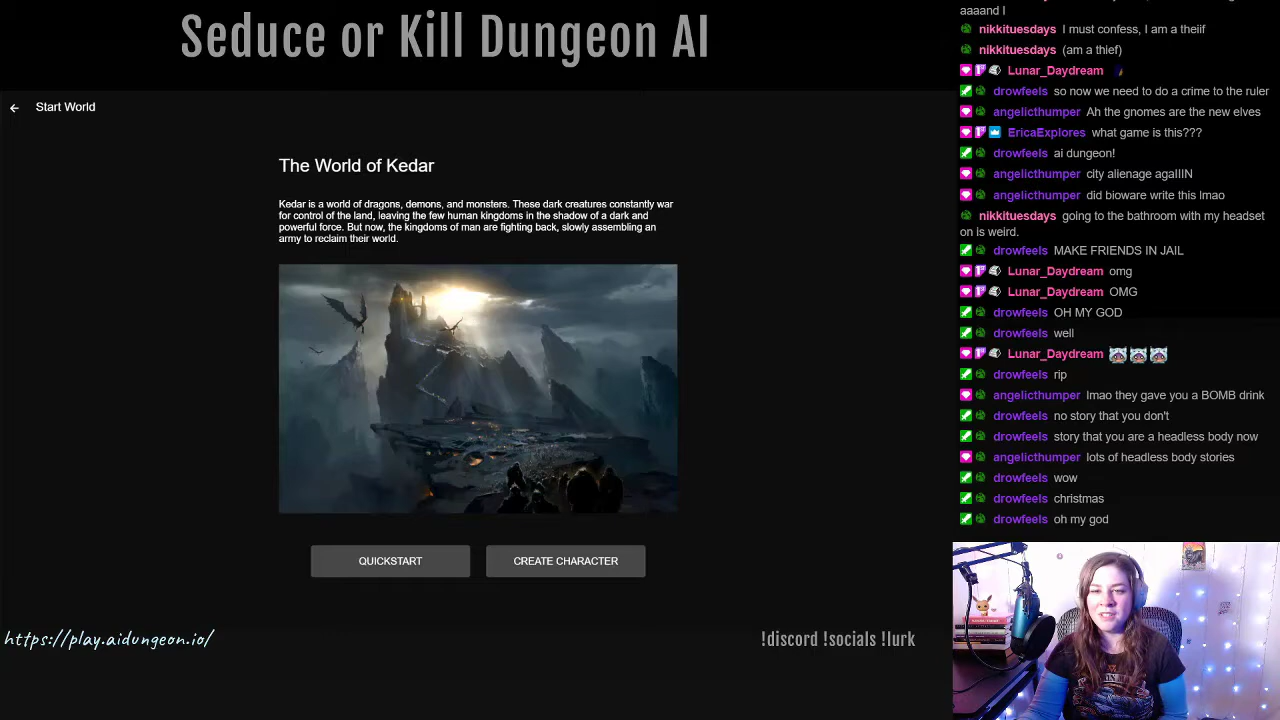 Seduce or Kill Dungeon AI
Start World
The World of Kedar
Kedar is a world of dragons, demons, and monsters. These dark creatures constantly war
for control of the land, leaving the few human kingdoms in the shadow of a dark and
powerful force. But now, the kingdoms of man are fighting back, slowly assembling an
army to reclaim their world.
QUICKSTART
CREATE CHARACTER
https://play.aidungeon.io/
!discord !socials !lurk
aaaand I
nikkituesdays I must confess, I am a theiif
nikkituesdays (am a thief)
Lunar_Daydream
drowfeels so now we need to do a crime to the ruler
angelicthumper Ah the gnomes are the new elves
EricaExplores what game is this???
drowfeels ai dungeon!
angelicthumper city alienage agaIIIN
angelicthumper did bioware write this lmao
nikkituesdays going to the bathroom with my headset
on is weird.
drowfeels MAKE FRIENDS IN JAIL
Lunar_Daydream omg
Lunar_Daydream OMG
drowfeels OH MY GOD
drowfeels well
Lunar_Daydream
drowfeels rip
angelicthumper lmao they gave you a BOMB drink
drowfeels no story that you don't
drowfeels story that you are a headless body now
angelicthumper lots of headless body stories
drowfeels wow
drowfeels christmas
drowfeels oh my god